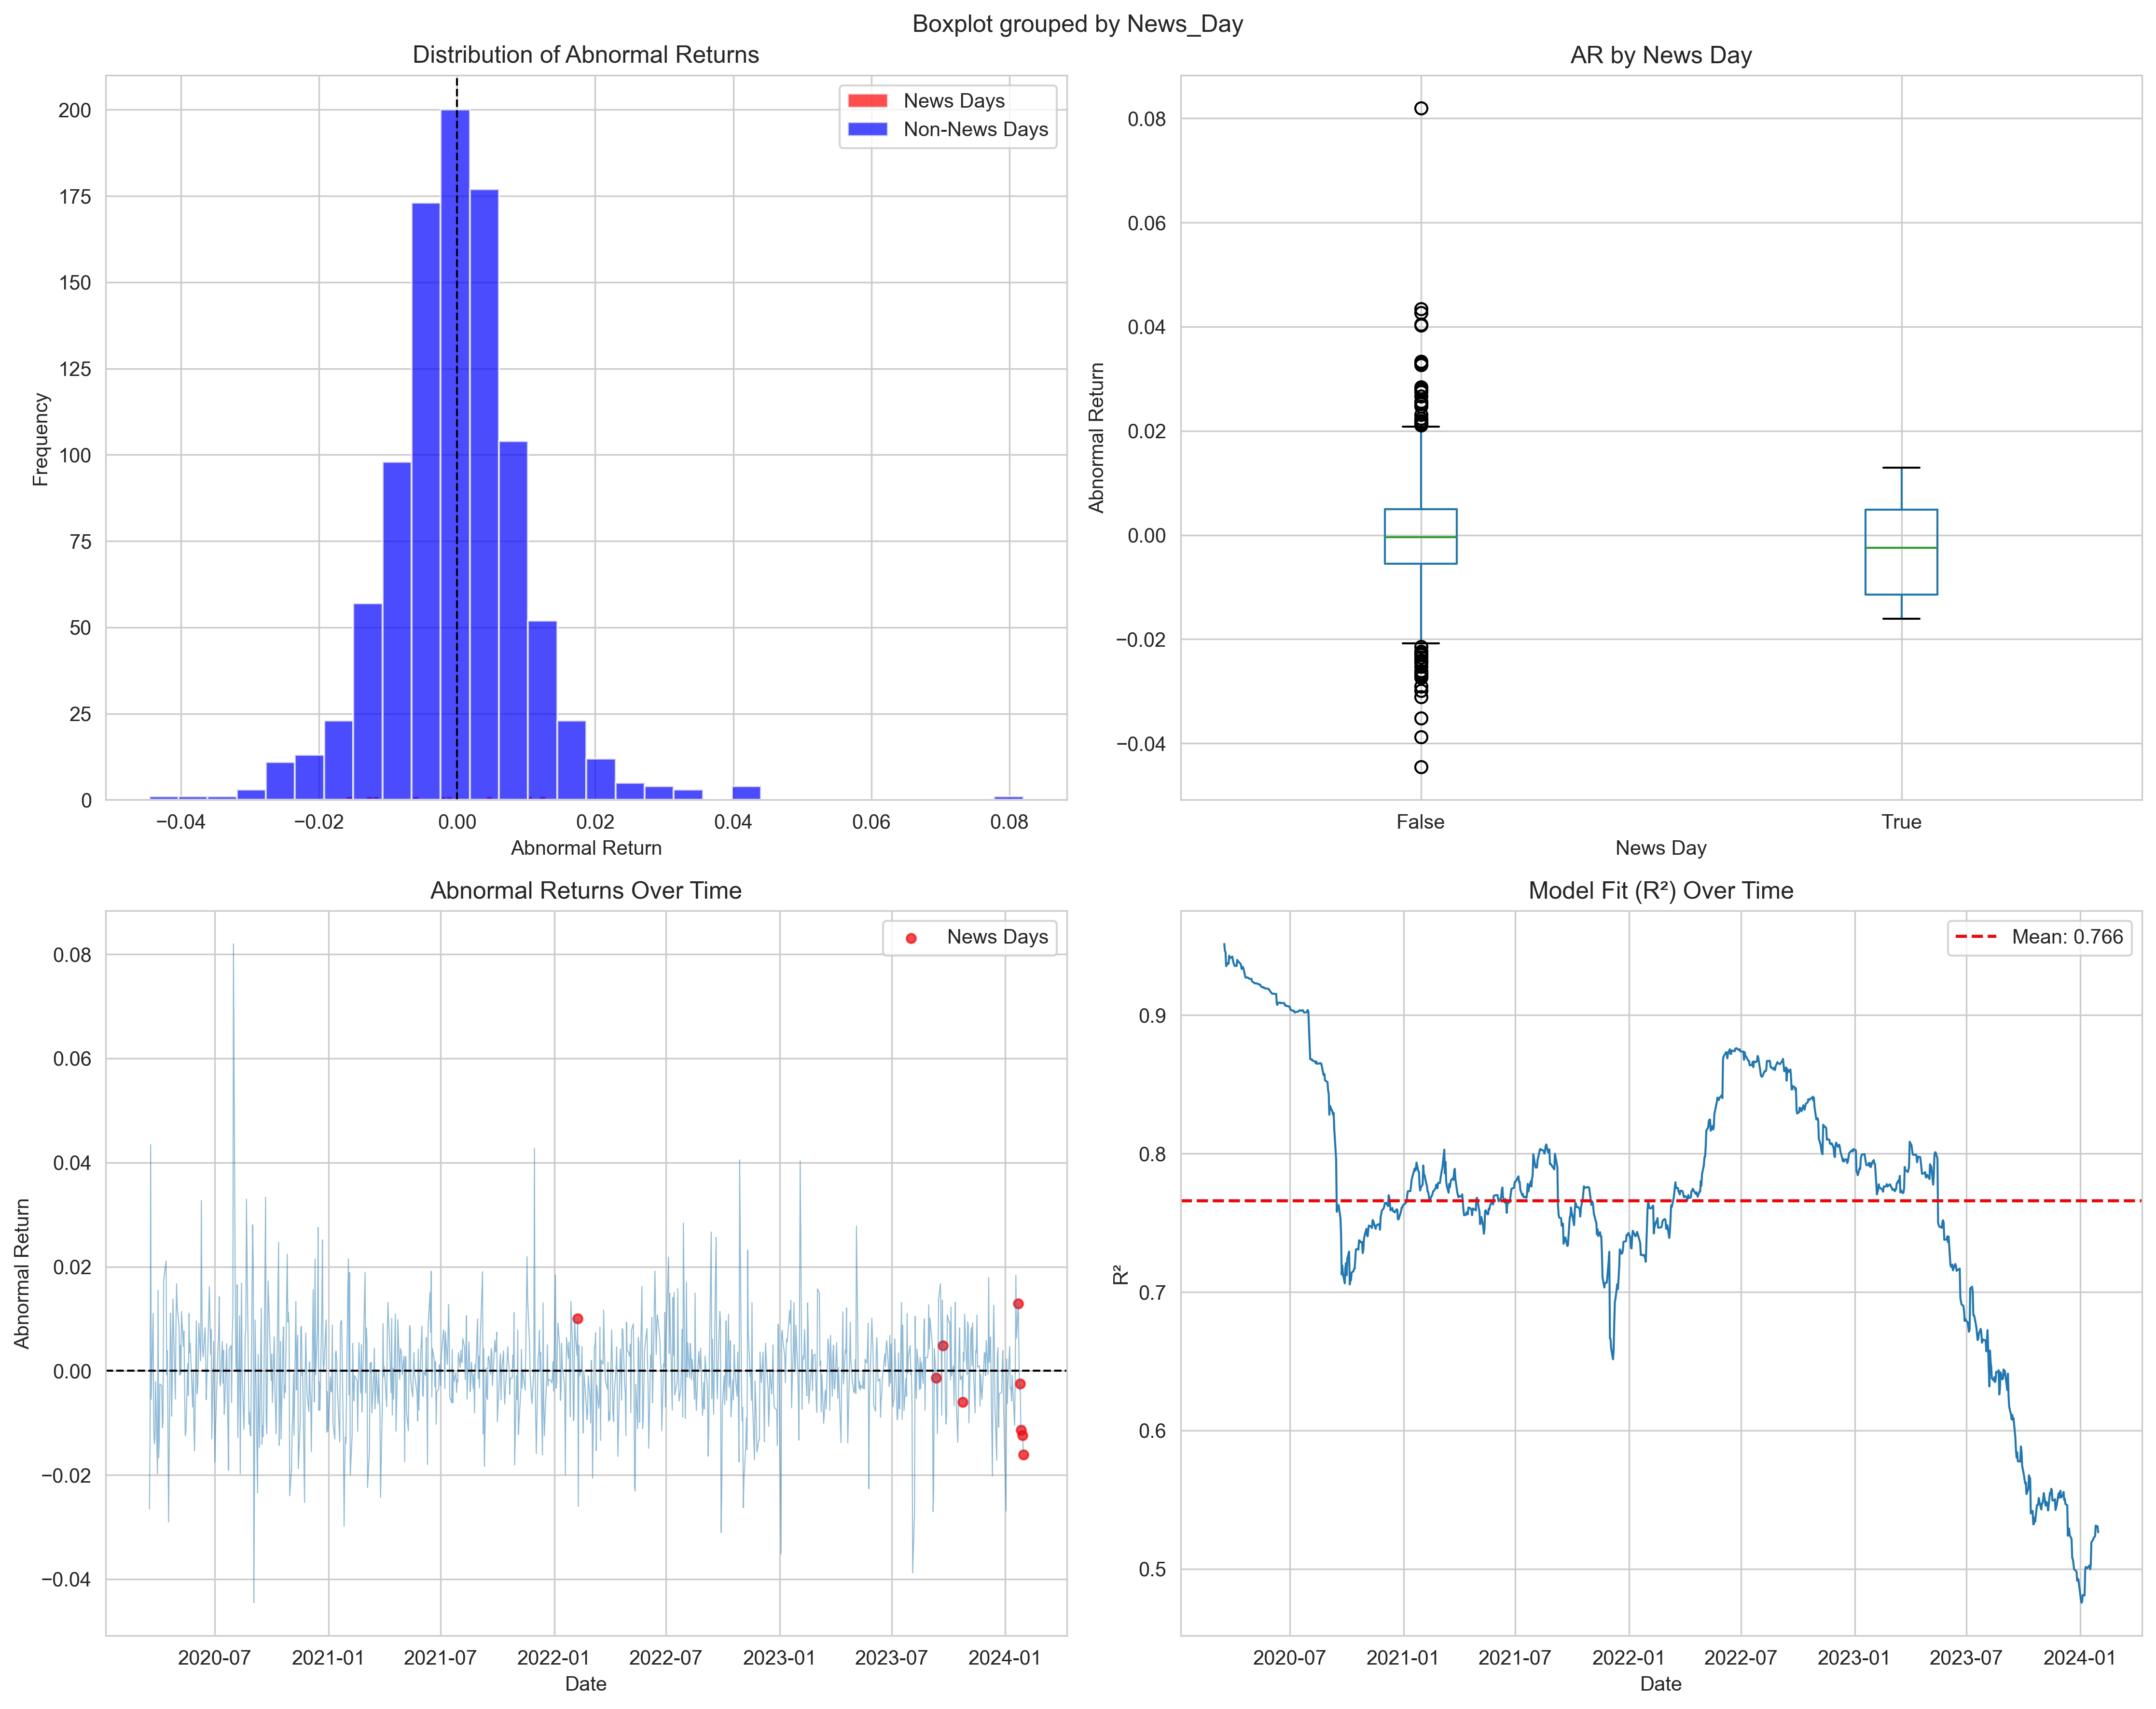 Boxplot grouped by News_Day
Distribution of Abnormal Returns
News Days
Non-News Days
200
175
150
125
100
75
50
25
0
Frequency
−0.04 −0.02 0.00 0.02 0.04 0.06 0.08
Abnormal Return
AR by News Day
0.08
0.06
0.04
0.02
0.00
−0.02
−0.04
Abnormal Return
False True
News Day
Abnormal Returns Over Time
News Days
0.08
0.06
0.04
0.02
0.00
−0.02
−0.04
Abnormal Return
2020-07 2021-01 2021-07 2022-01 2022-07 2023-01 2023-07 2024-01
Date
Model Fit (R²) Over Time
Mean: 0.766
0.9
0.8
0.7
0.6
0.5
R²
2020-07 2021-01 2021-07 2022-01 2022-07 2023-01 2023-07 2024-01
Date